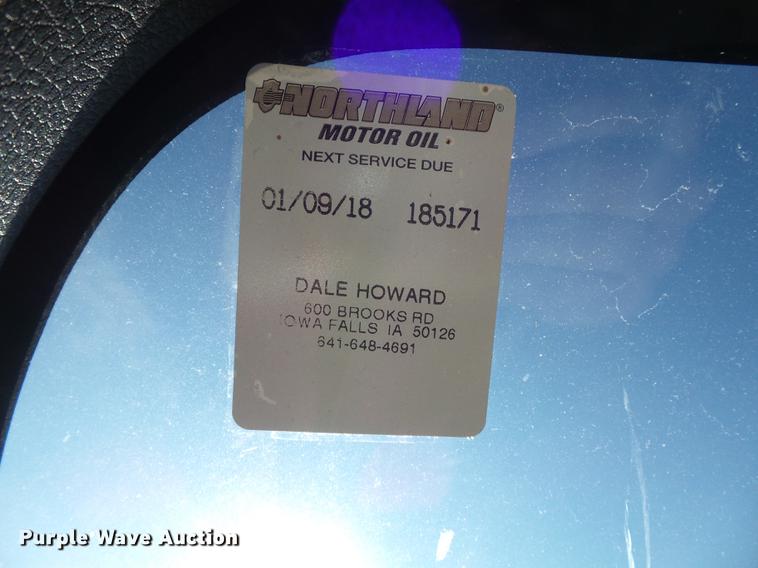 NORTHLAND®
MOTOR OIL
NEXT SERVICE DUE
01/09/18 185171
DALE HOWARD
600 BROOKS RD
IOWA FALLS IA 50126
641-648-4691
Purple Wave Auction